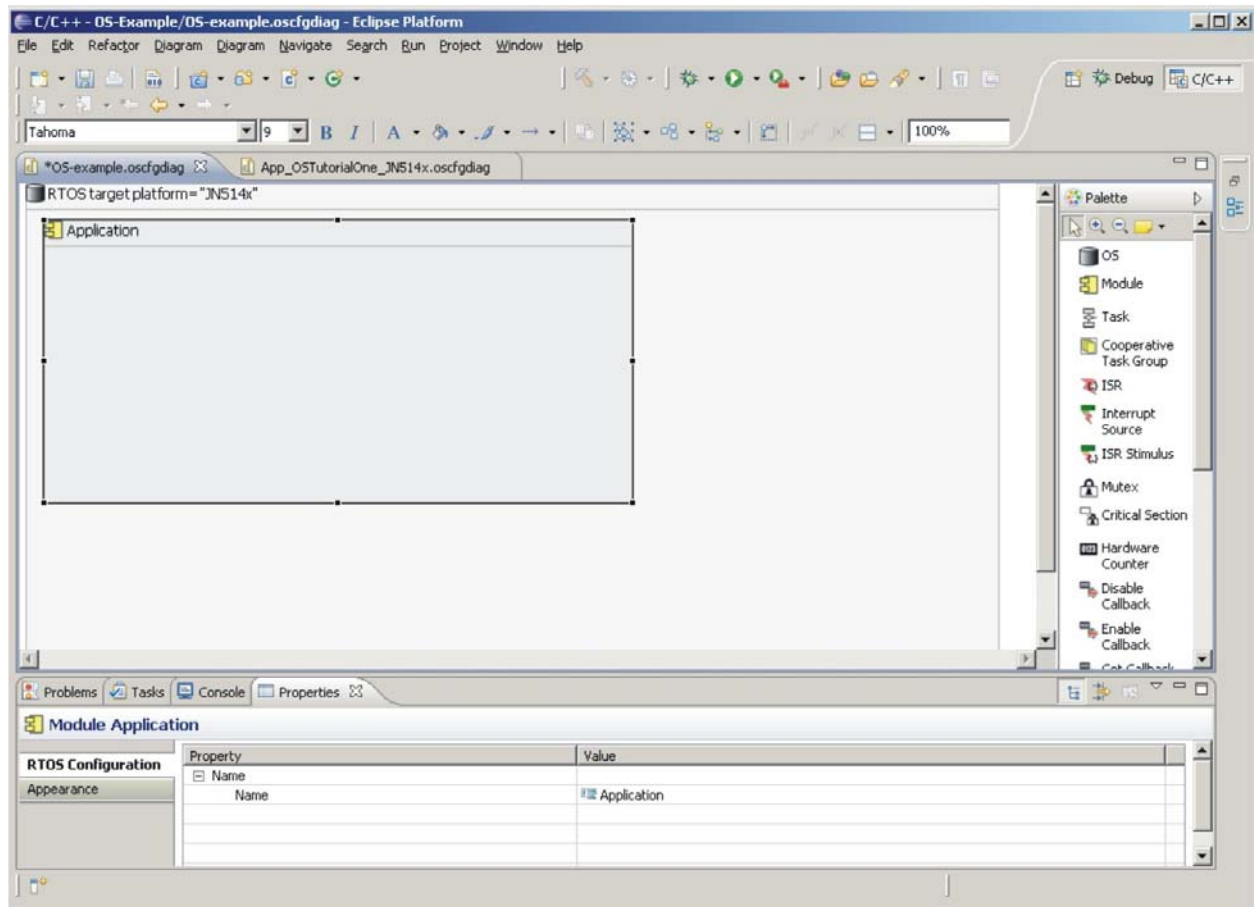 C/C++ - OS-Example/OS-example.oscfgdiag - Eclipse Platform
File Edit Refactor Diagram Diagram Navigate Search Run Project Window Help
Debug C/C++
Tahoma 9 B I A 100%
*OS-example.oscfgdiag App_OSTutorialOne_JN514x.oscfgdiag
RTOS target platform="JN514x"
Application
Palette
OS
Module
Task
Cooperative
Task Group
ISR
Interrupt
Source
ISR Stimulus
Mutex
Critical Section
Hardware
Counter
Disable
Callback
Enable
Callback
Problems Tasks Console Properties
Module Application
RTOS Configuration
Appearance
Property Value
Name
Name Application